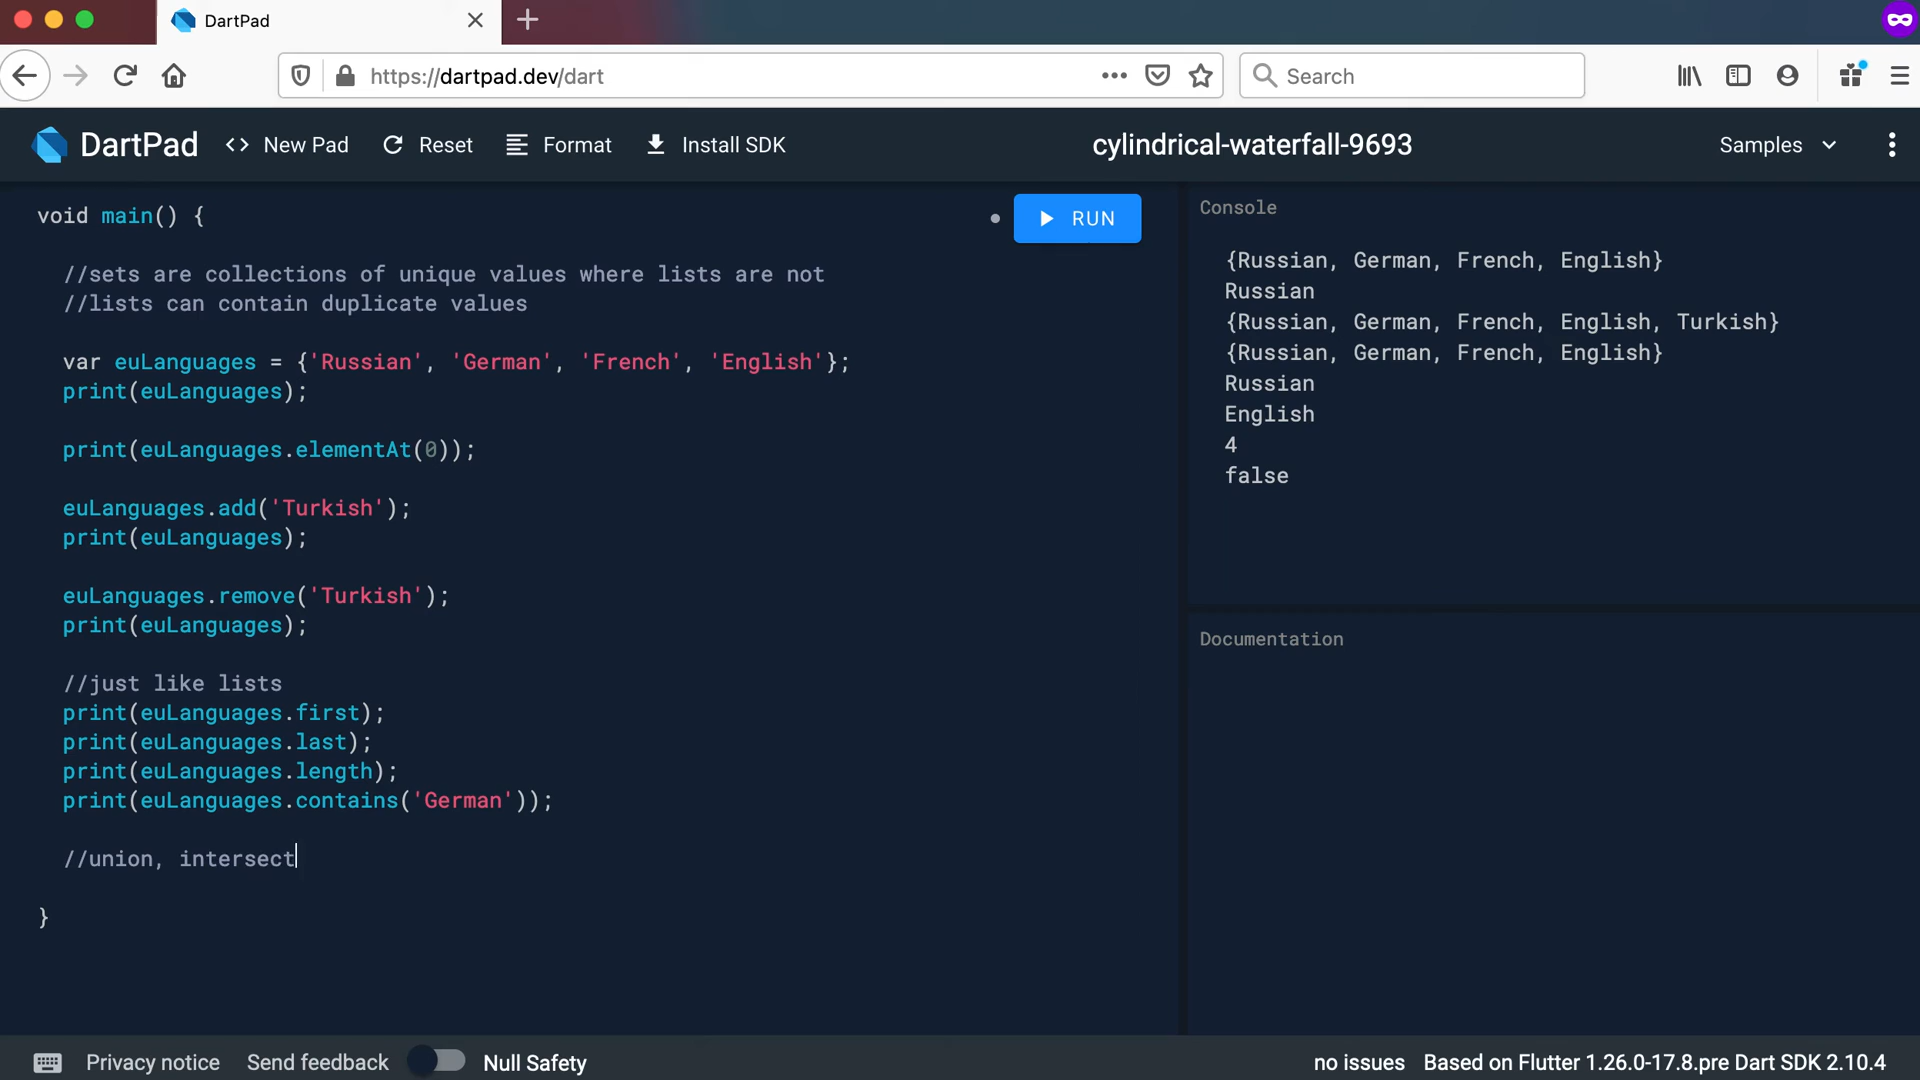 DartPad
https://dartpad.dev/dart
Search
DartPad
<> New Pad
Reset
Format
Install SDK
cylindrical-waterfall-9693
Samples
RUN
void main() {
//sets are collections of unique values where lists are not
//lists can contain duplicate values
var euLanguages = {'Russian', 'German', 'French', 'English'};
print(euLanguages);
print(euLanguages.elementAt(0));
euLanguages.add('Turkish');
print(euLanguages);
euLanguages.remove('Turkish');
print(euLanguages);
//just like lists
print(euLanguages.first);
print(euLanguages.last);
print(euLanguages.length);
print(euLanguages.contains('German'));
//union, intersect
}
Console
{Russian, German, French, English}
Russian
{Russian, German, French, English, Turkish}
{Russian, German, French, English}
Russian
English
4
false
Documentation
Privacy notice
Send feedback
Null Safety
no issues
Based on Flutter 1.26.0-17.8.pre Dart SDK 2.10.4